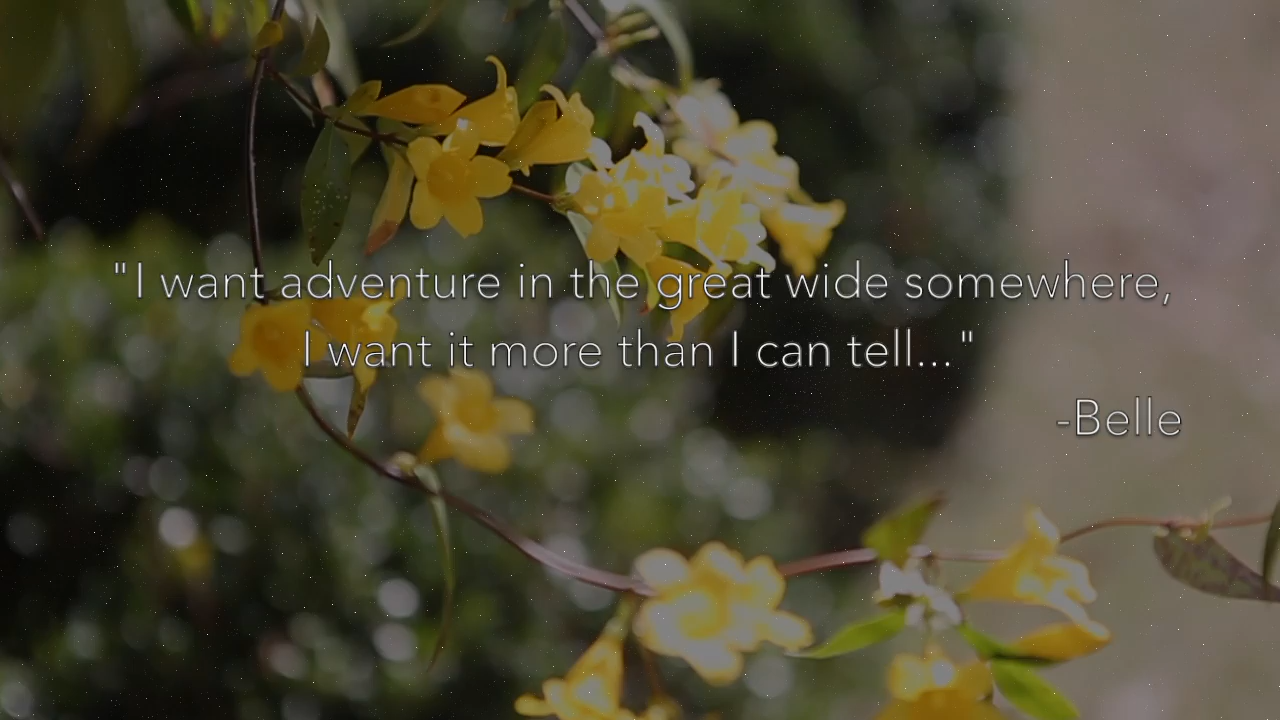 "I want adventure in the great wide somewhere,
I want it more than I can tell..."
-Belle